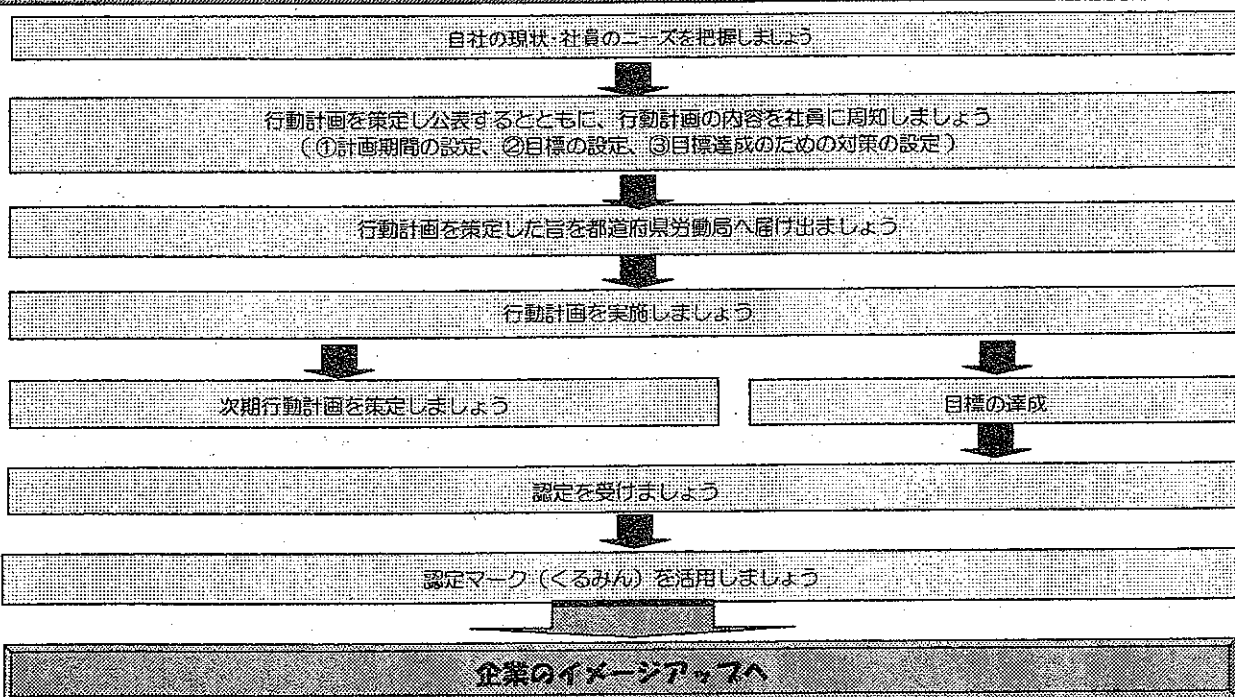 自社の現状・社員のニーズを把握しましょう
行動計画を策定し公表するとともに、行動計画の内容を社員に周知しましょう
（①計画期間の設定、②目標の設定、③目標達成のための対策の設定）
行動計画を策定した旨を都道府県労働局へ届け出ましょう
行動計画を実施しましょう
次期行動計画を策定しましょう
目標の達成
認定を受けましょう
認定マーク（くるみん）を活用しましょう
企業のイメージアップへ